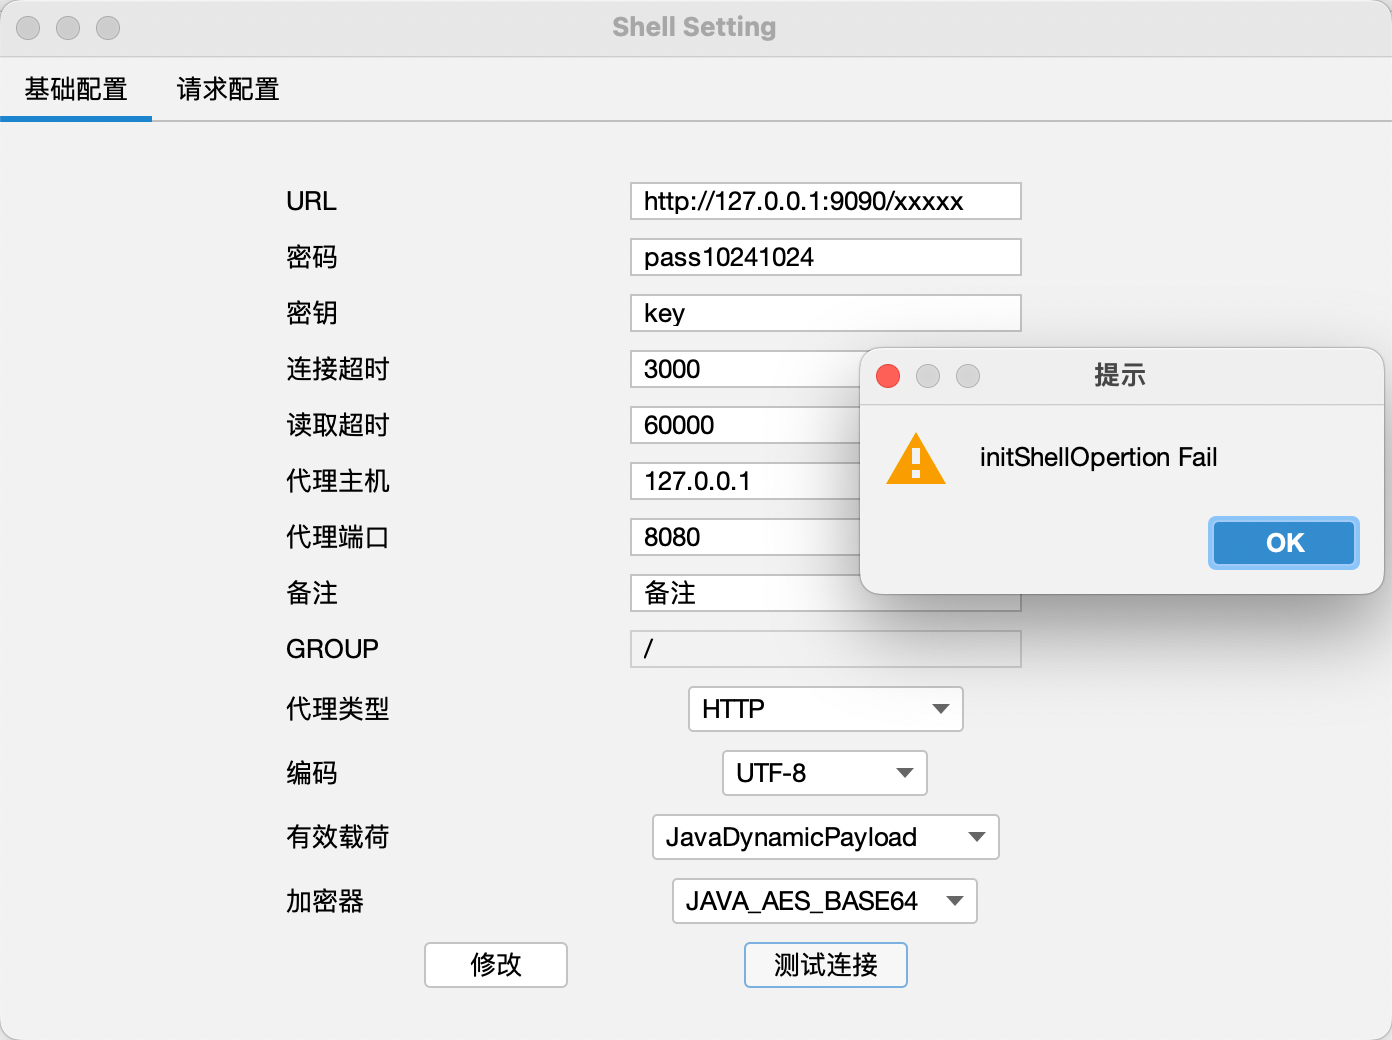 Shell Setting
基础配置 请求配置
URL http://127.0.0.1:9090/xxxxx
密码 pass10241024
密钥 key
连接超时 3000
读取超时 60000
代理主机 127.0.0.1
代理端口 8080
备注 备注
GROUP /
代理类型 HTTP
编码 UTF-8
有效载荷 JavaDynamicPayload
加密器 JAVA_AES_BASE64
修改 测试连接
提示
initShellOpertion Fail
OK